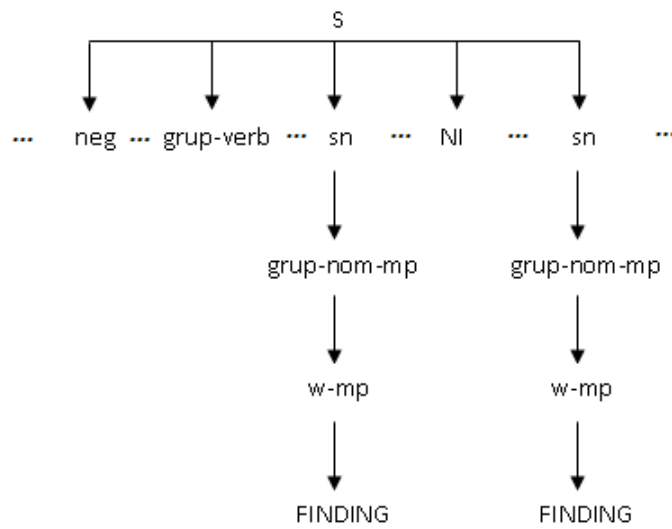 S
... neg ... grup-verb ... sn ... NI ... sn ...
grup-nom-mp grup-nom-mp
w-mp w-mp
FINDING FINDING